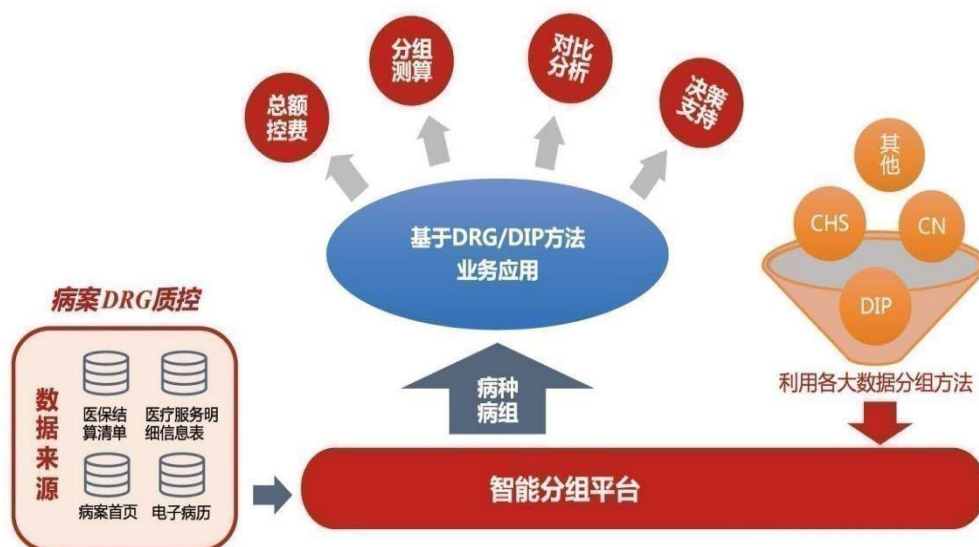 总额
控费
分组
测算
对比
分析
决策
支持
其
他
CHS
CN
DIP
基于DRG/DIP方法
业务应用
病案DRG质控
数据来源
医保结
算清单
医疗服务明
细信息表
病案首页
电子病历
病种
病组
利用各大数据分组方法
智能分组平台